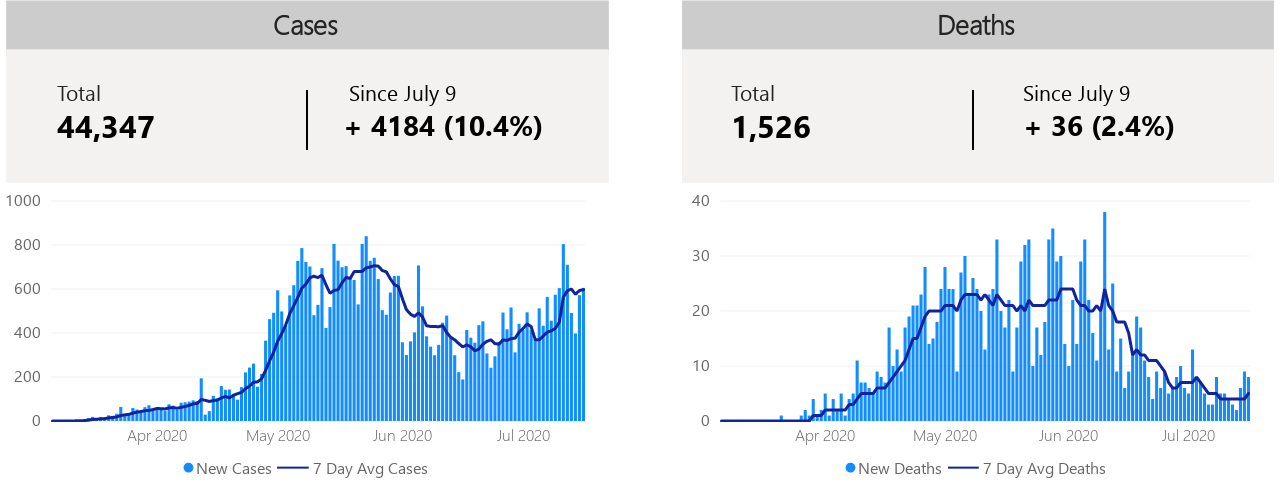 Cases
Total
Since July 9
44,347
+ 4184 (10.4%)
1000
800
600
400
200
0
Apr 2020
May 2020
Jun 2020
Jul 2020
New Cases
7 Day Avg Cases
Deaths
Total
Since July 9
1,526
+ 36 (2.4%)
40
30
20
10
0
Apr 2020
May 2020
Jun 2020
Jul 2020
New Deaths
7 Day Avg Deaths